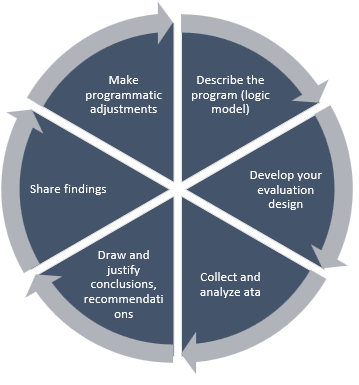 Make
programmatic
adjustments
Describe the
program (logic
model)
Develop your
evaluation
design
Collect and
analyze ata
Draw and
justify
conclusions,
recommendati
ons
Share findings